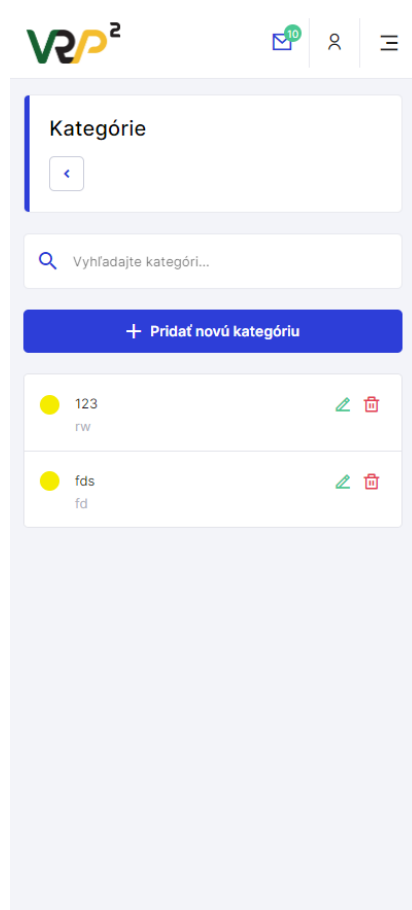 VRP²
10
Kategórie
Vyhľadajte kategóri...
Pridať novú kategóriu
123
rw
fds
fd